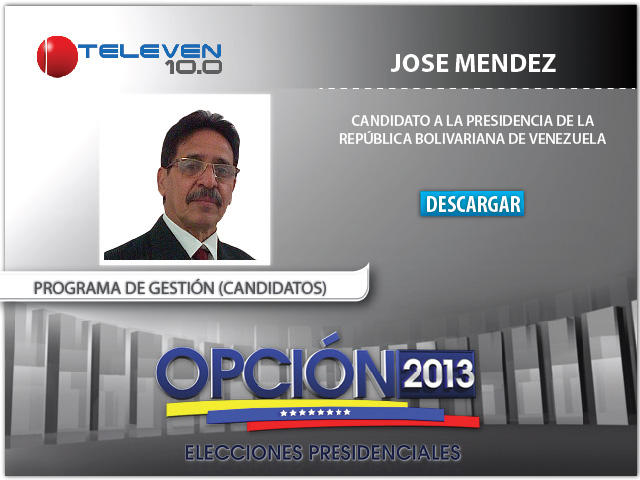 TELEVEN
10.0
JOSE MENDEZ
CANDIDATO A LA PRESIDENCIA DE LA
REPÚBLICA BOLIVARIANA DE VENEZUELA
DESCARGAR
PROGRAMA DE GESTIÓN (CANDIDATOS)
OPCIÓN 2013
ELECCIONES PRESIDENCIALES